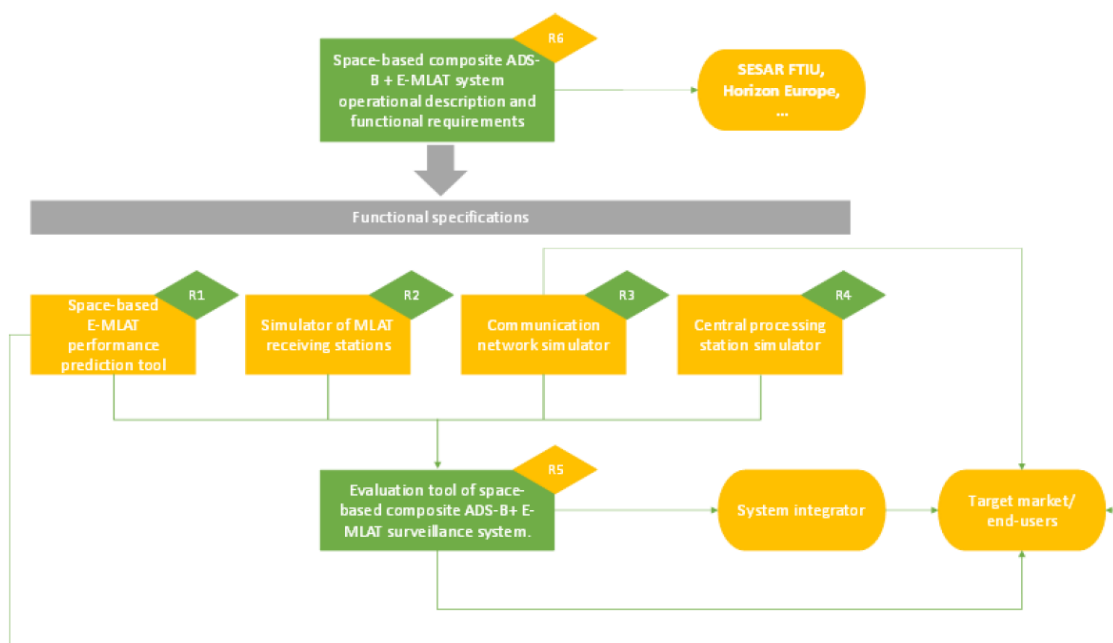 R6
Space-based composite ADS-
B + E-MLAT system
operational description and
functional requirements
SESAR FTIU,
Horizon Europe,
...
Functional specifications
R1
Space-based
E-MLAT
performance
prediction tool
R2
Simulator of MLAT
receiving stations
R3
Communication
network simulator
R4
Central processing
station simulator
R5
Evaluation tool of space-
based composite ADS-B+ E-
MLAT surveillance system.
System integrator
Target market/
end-users